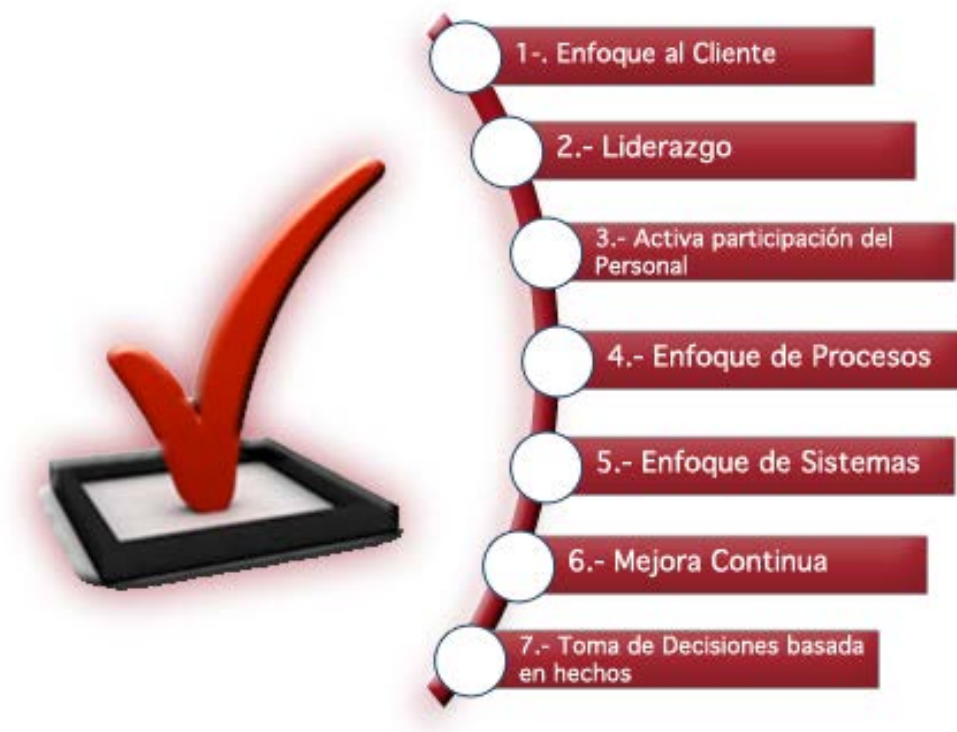 1-. Enfoque al Cliente
2.- Liderazgo
3.- Activa participación del
Personal
4.- Enfoque de Procesos
5.- Enfoque de Sistemas
6.- Mejora Continua
7.- Toma de Decisiones basada
en hechos